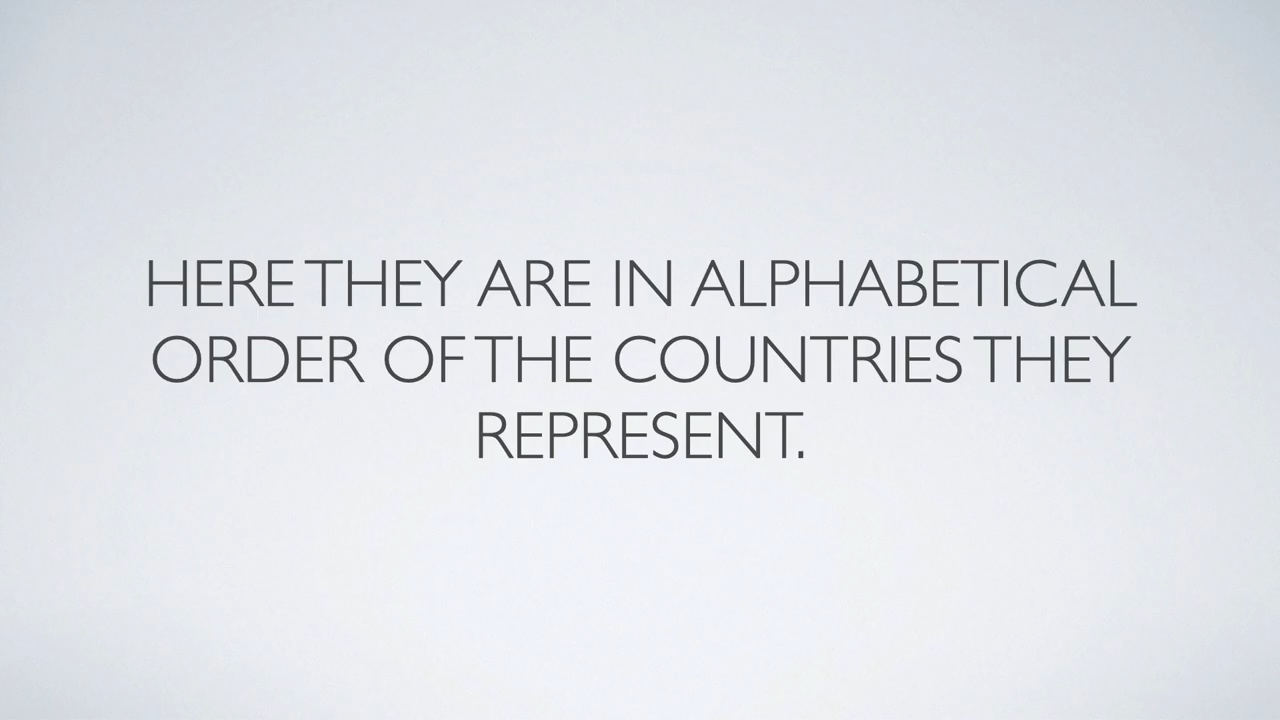 HERE THEY ARE IN ALPHABETICAL
ORDER OF THE COUNTRIES THEY
REPRESENT.